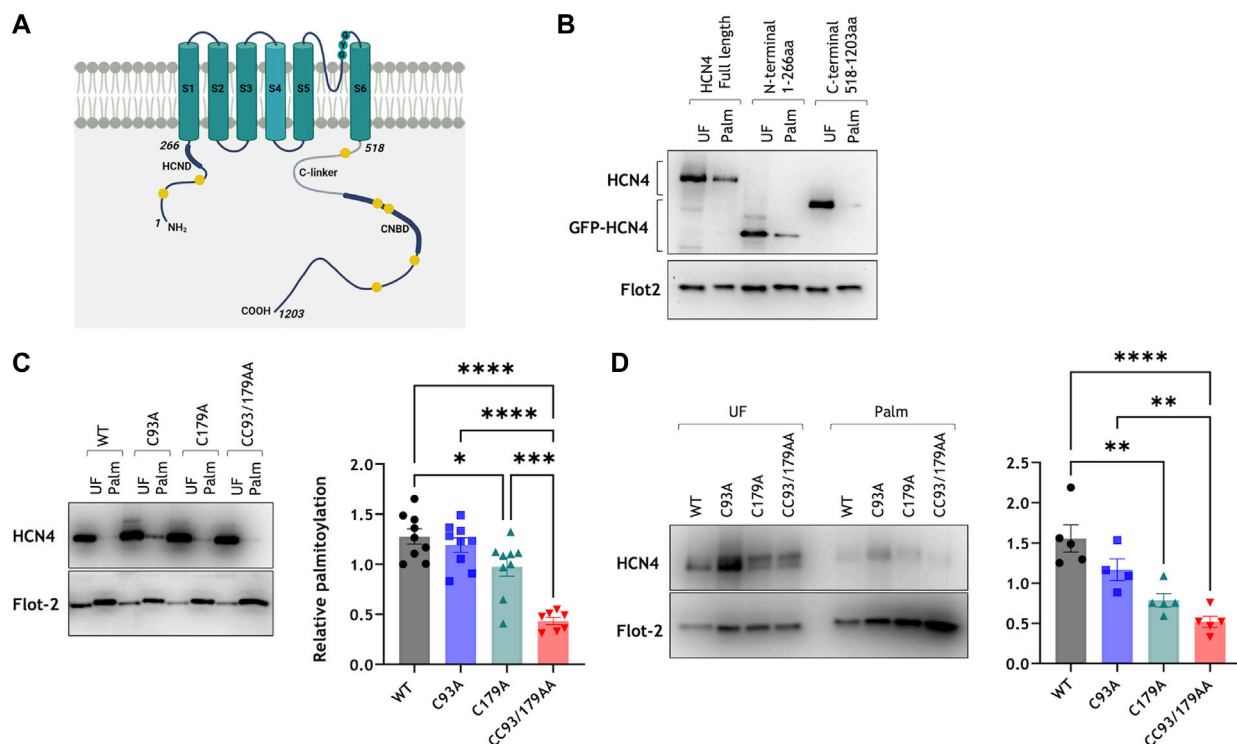 A
S1 S2 S3 S4 S5 S6
G
Y
G
266
518
HCND
C-linker
1
NH₂
CNBD
COOH
1203
B
HCN4
Full length
N-terminal
1-266aa
C-terminal
518-1203aa
UF Palm UF Palm UF Palm
HCN4
GFP-HCN4
Flot2
C
WT C93A C179A CC93/179AA
UF Palm UF Palm UF Palm UF Palm
HCN4
Flot-2
****
****
* ***
Relative palmitoylation
2.0
1.5
1.0
0.5
0.0
WT C93A C179A CC93/179AA
D
UF Palm
WT C93A C179A CC93/179AA WT C93A C179A CC93/179AA
HCN4
Flot-2
****
**
**
2.5
2.0
1.5
1.0
0.5
0.0
WT C93A C179A CC93/179AA